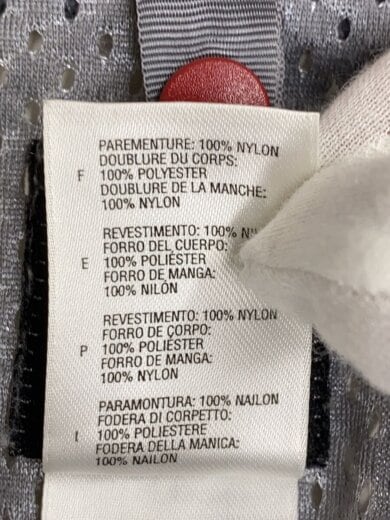 PAREMENTURE: 100% NYLON
DOUBLURE DU CORPS:
F 100% POLYESTER
DOUBLURE DE LA MANCHE:
100% NYLON
REVESTIMENTO: 100%
FORRO DEL CUERPO:
E 100% POLIÉSTER
FORRO DE MANGA:
100% NILÓN
REVESTIMENTO: 100% NYLON
FORRO DE CORPO:
P 100% POLIÉSTER
FORRO DE MANGA:
100% NYLON
PARAMONTURA: 100% NAILON
FODERA DI CORPETTO:
I 100% POLIESTERE
FODERA DELLA MANICA:
100% NAILON